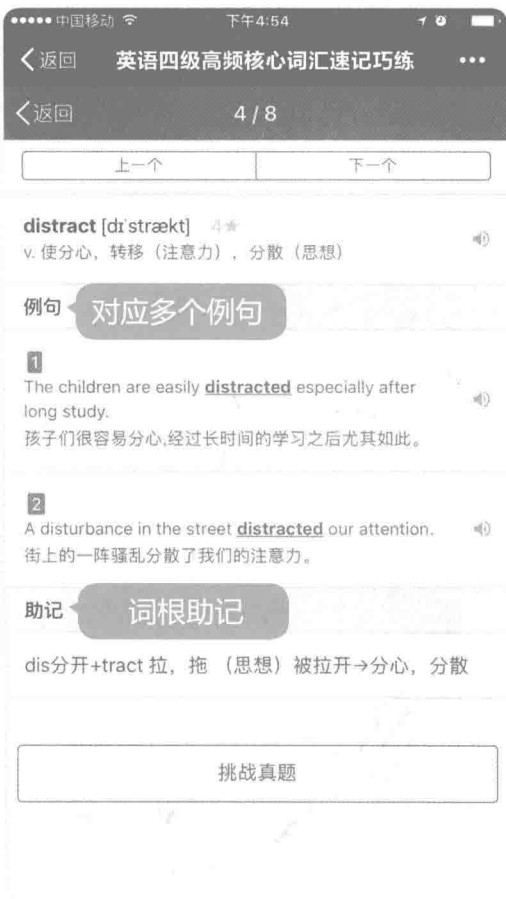 中国移动 下午4:54
返回 英语四级高频核心词汇速记巧练
返回 4 / 8
上一个 下一个
distract [dɪˈstrækt] 4★
v. 使分心，转移（注意力），分散（思想）
例句 对应多个例句
1
The children are easily distracted especially after
long study.
孩子们很容易分心,经过长时间的学习之后尤其如此。
2
A disturbance in the street distracted our attention.
街上的一阵骚乱分散了我们的注意力。
助记 词根助记
dis分开+tract 拉，拖 （思想）被拉开→分心，分散
挑战真题